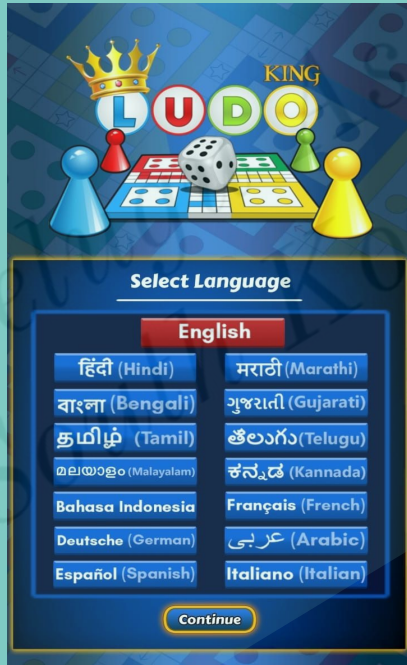 KING
LUDO
Select Language
English
हिंदी (Hindi) मराठी (Marathi)
বাংলা (Bengali) ગુજરાતી (Gujarati)
தமிழ் (Tamil) తెలుగు (Telugu)
മലയാളം (Malayalam) ಕನ್ನಡ (Kannada)
Bahasa Indonesia Français (French)
Deutsche (German) عربى (Arabic)
Español (Spanish) Italiano (Italian)
Continue